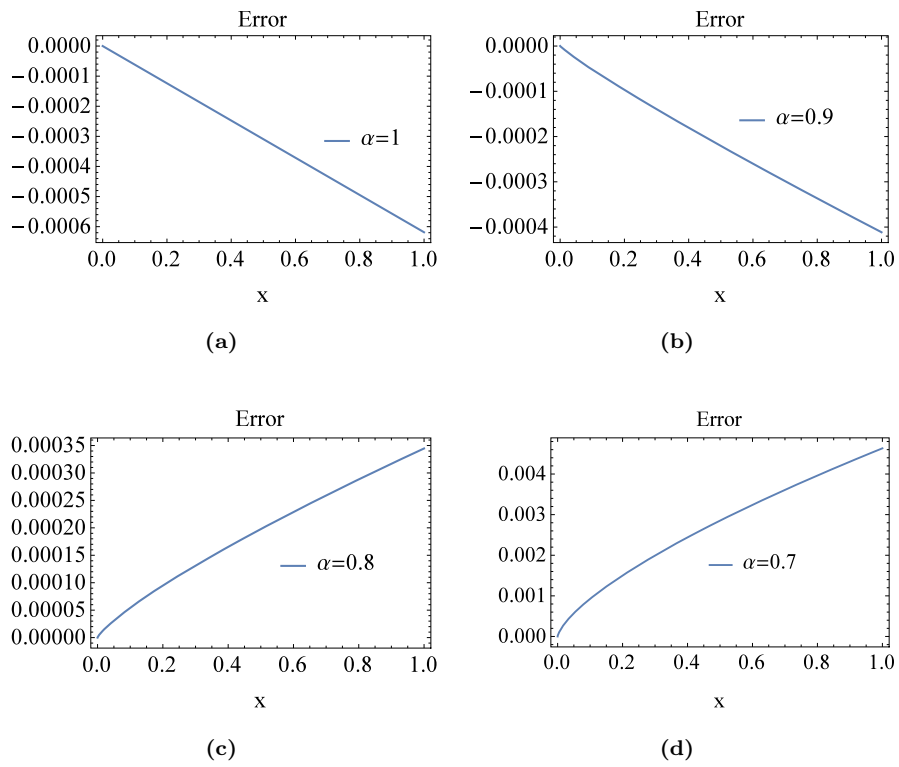 Error
0.0000
−0.0001
−0.0002
−0.0003
−0.0004
−0.0005
−0.0006
α=1
0.0 0.2 0.4 0.6 0.8 1.0
x
(a)
Error
0.0000
−0.0001
−0.0002
−0.0003
−0.0004
α=0.9
0.0 0.2 0.4 0.6 0.8 1.0
x
(b)
Error
0.00035
0.00030
0.00025
0.00020
0.00015
0.00010
0.00005
0.00000
α=0.8
0.0 0.2 0.4 0.6 0.8 1.0
x
(c)
Error
0.004
0.003
0.002
0.001
0.000
α=0.7
0.0 0.2 0.4 0.6 0.8 1.0
x
(d)